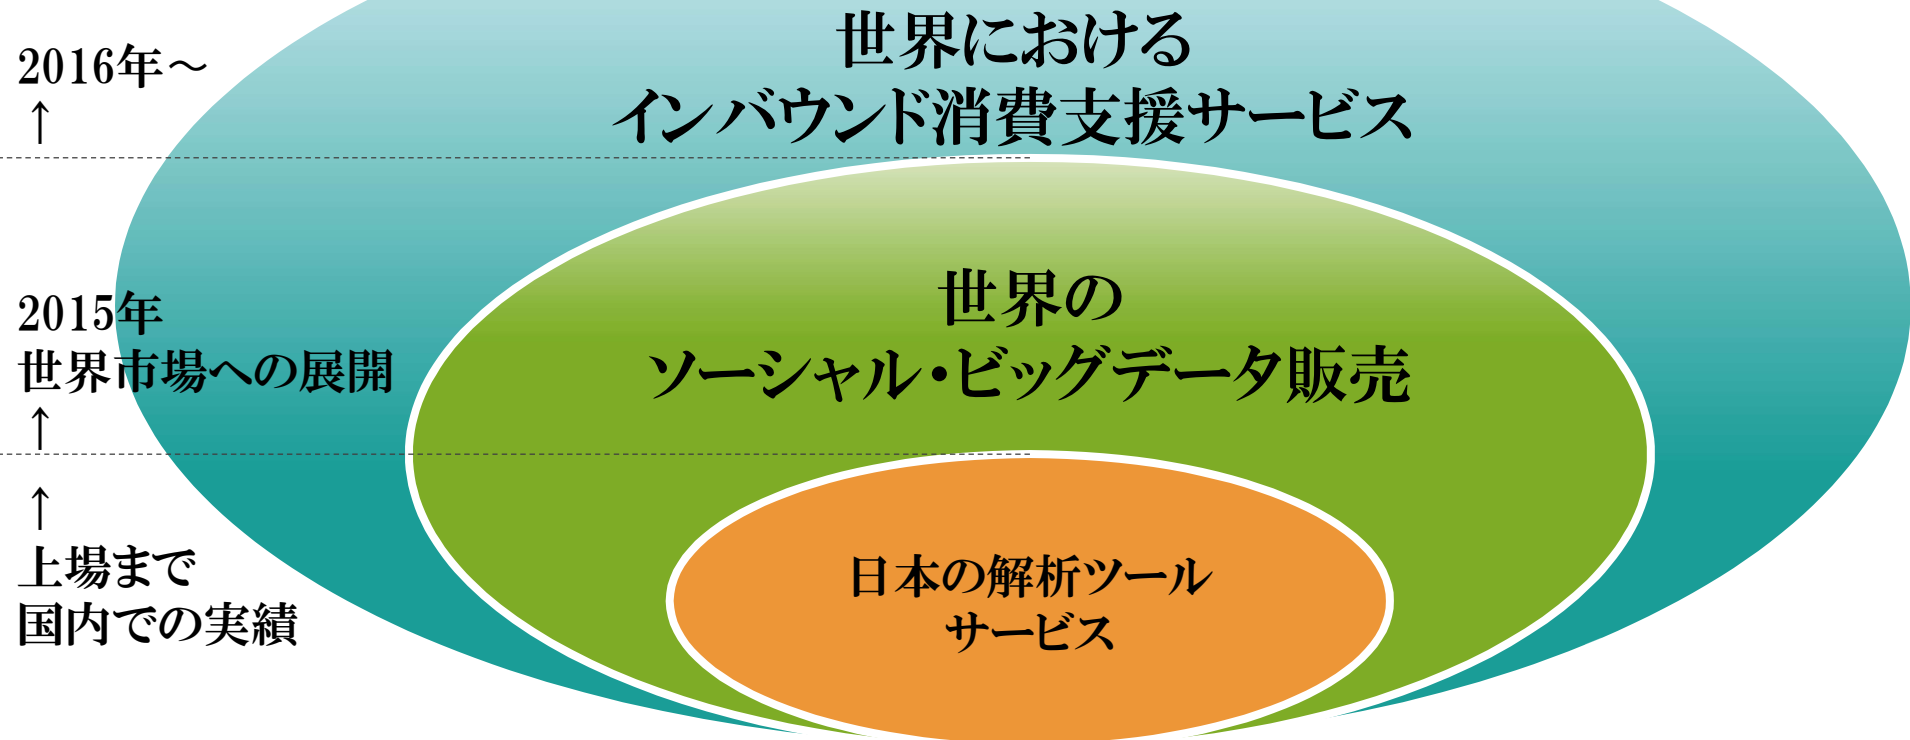 2016年～
↑
世界における
インバウンド消費支援サービス
2015年
世界市場への展開
↑
世界の
ソーシャル・ビッグデータ販売
↑
上場まで
国内での実績
日本の解析ツール
サービス